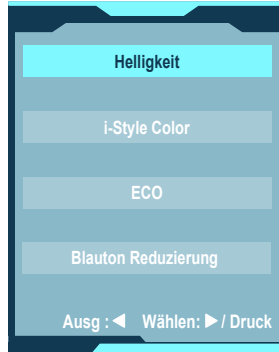 Helligkeit
i-Style Color
ECO
Blauton Reduzierung
Ausg : ◀ Wählen: ▶ / Druck